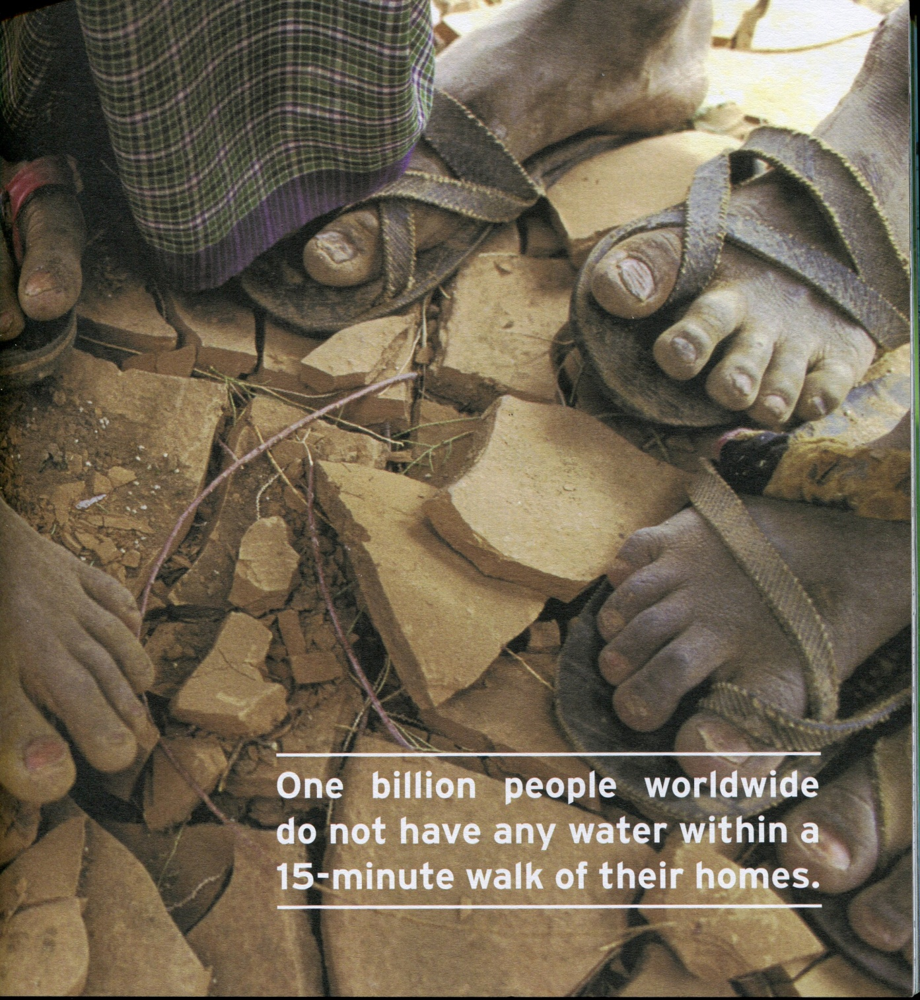 One billion people worldwide
do not have any water within a
15-minute walk of their homes.